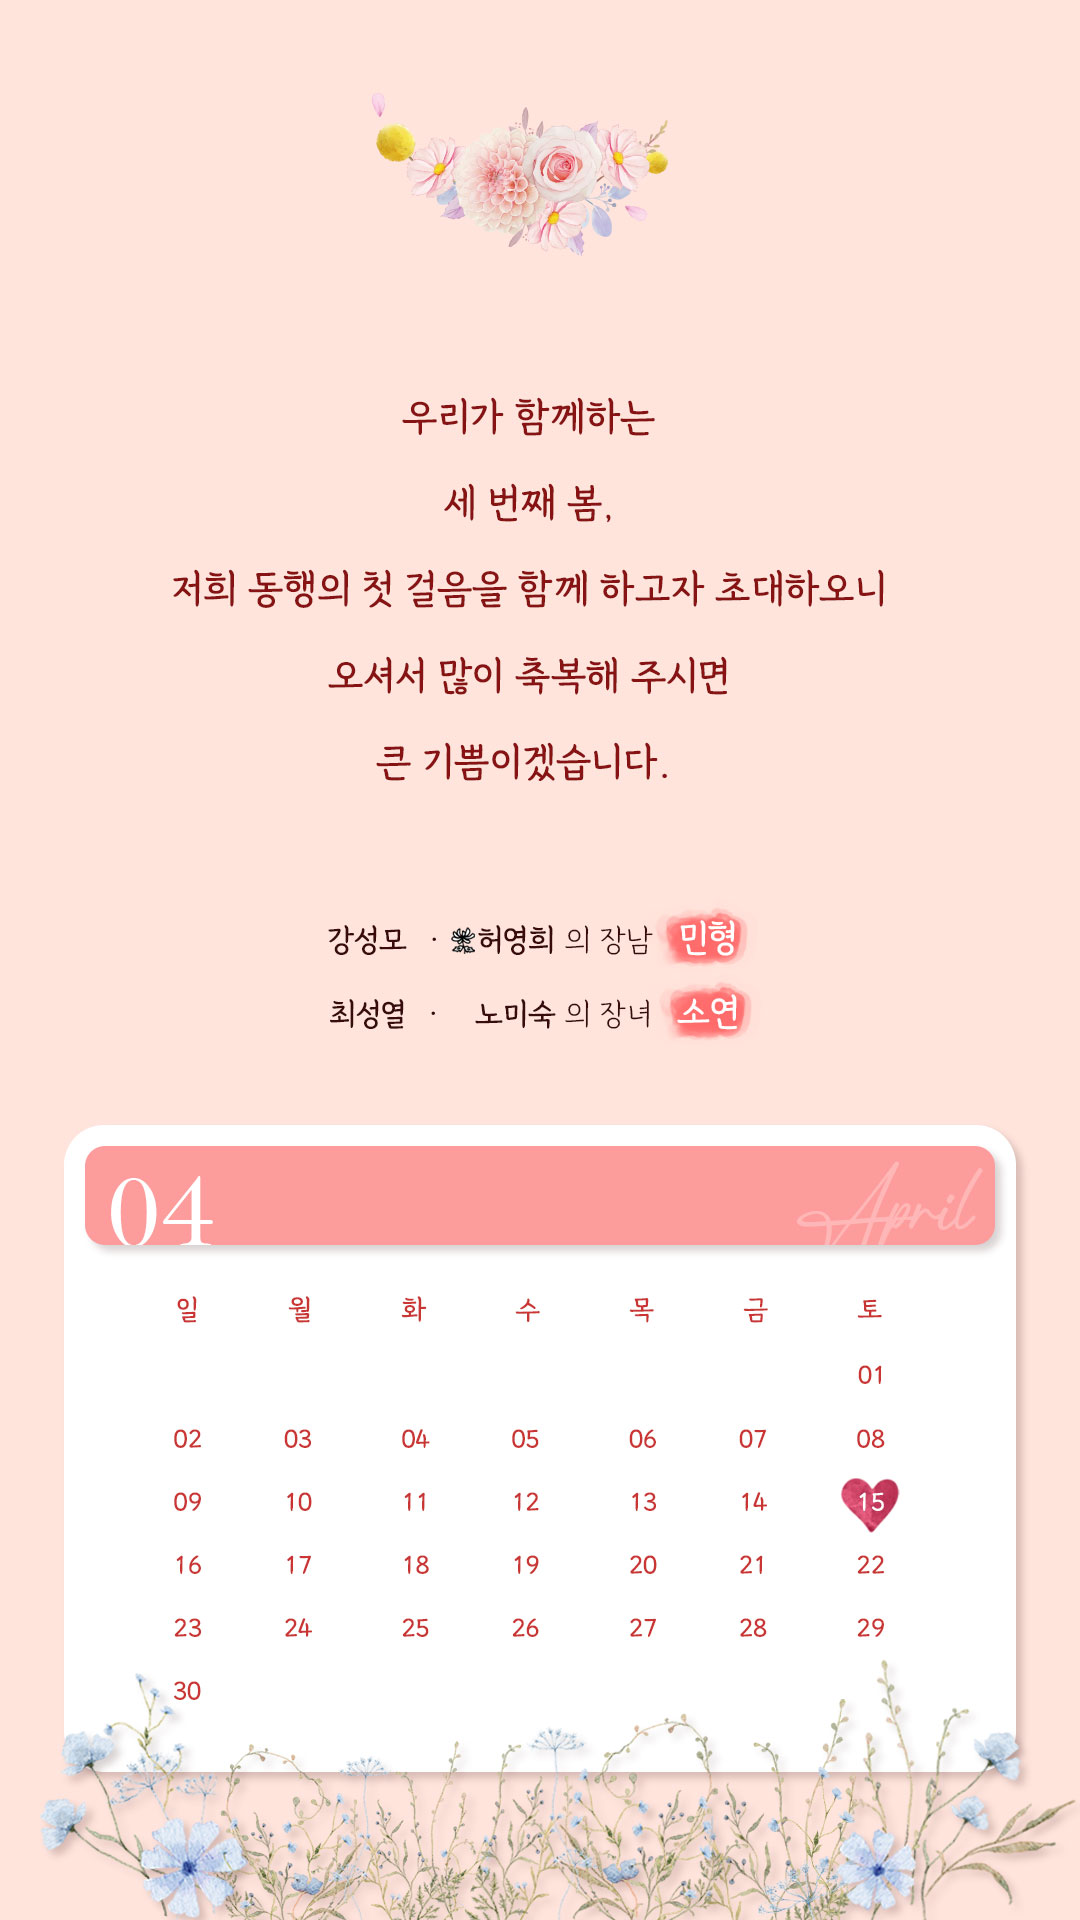 우리가 함께하는
세 번째 봄,
저희 동행의 첫 걸음을 함께 하고자 초대하오니
오셔서 많이 축복해 주시면
큰 기쁨이겠습니다.
강성모 · 허영희 의 장남 민형
최성열 · 노미숙 의 장녀 소연
04 April
일 월 화 수 목 금 토
01
02 03 04 05 06 07 08
09 10 11 12 13 14 15
16 17 18 19 20 21 22
23 24 25 26 27 28 29
30